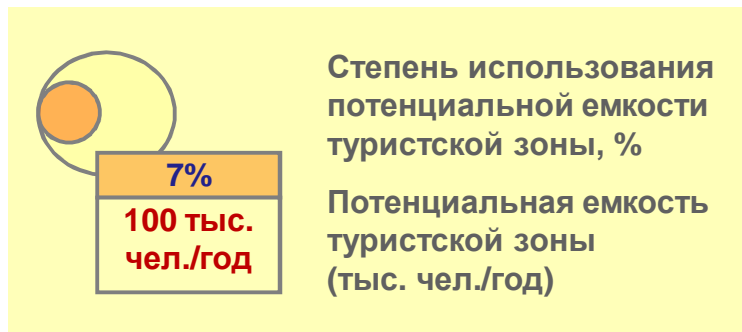 Степень использования
потенциальной емкости
туристской зоны, %
7%
100 тыс.
чел./год
Потенциальная емкость
туристской зоны
(тыс. чел./год)